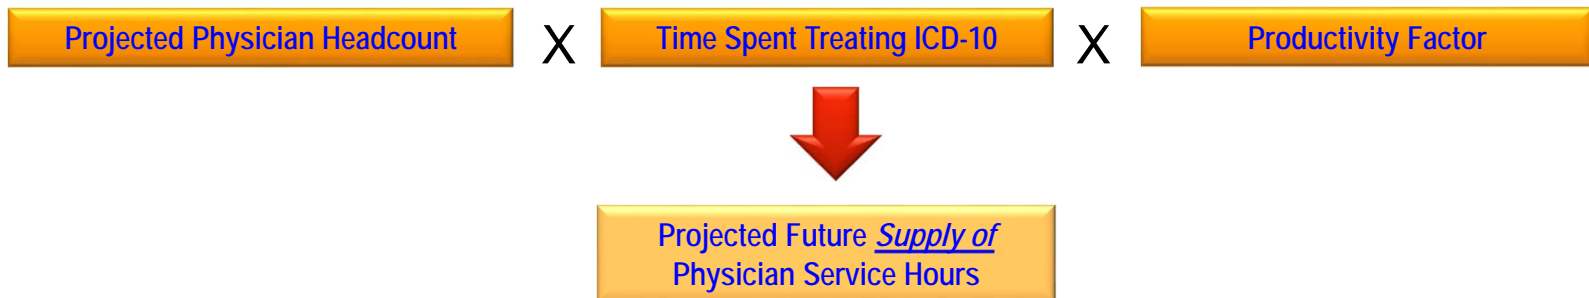 Projected Physician Headcount X Time Spent Treating ICD-10 X Productivity Factor
Projected Future Supply of
Physician Service Hours